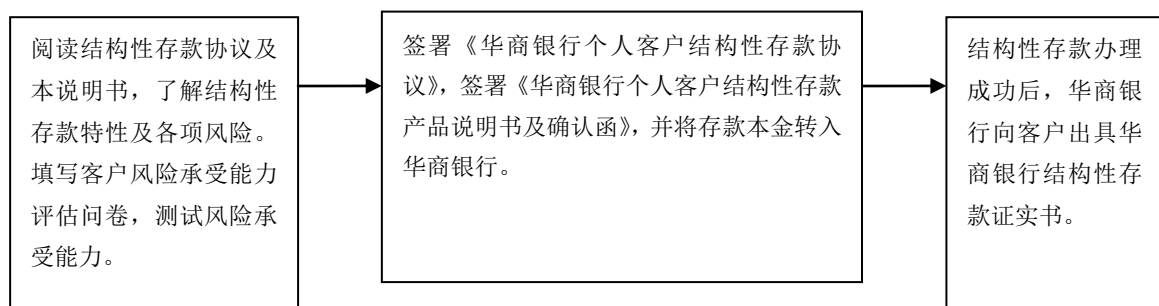 阅读结构性存款协议及
本说明书，了解结构性
存款特性及各项风险。
填写客户风险承受能力
评估问卷，测试风险承
受能力。
签署《华商银行个人客户结构性存款协
议》，签署《华商银行个人客户结构性存款
产品说明书及确认函》，并将存款本金转入
华商银行。
结构性存款办理
成功后，华商银
行向客户出具华
商银行结构性存
款证实书。